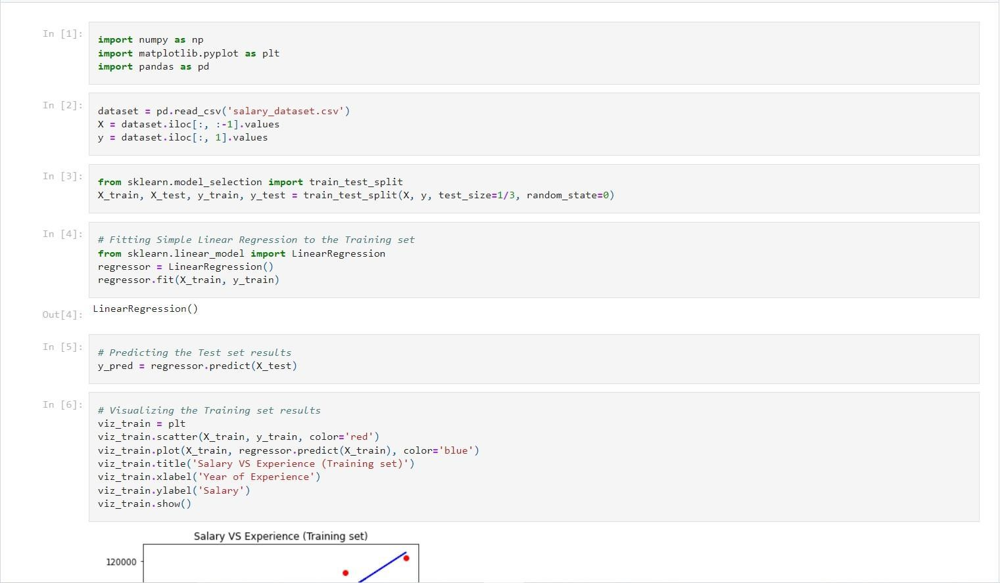 In [1]:
import numpy as np
import matplotlib.pyplot as plt
import pandas as pd
In [2]:
dataset = pd.read_csv('salary_dataset.csv')
X = dataset.iloc[:, :-1].values
y = dataset.iloc[:, 1].values
In [3]:
from sklearn.model_selection import train_test_split
X_train, X_test, y_train, y_test = train_test_split(X, y, test_size=1/3, random_state=0)
In [4]:
# Fitting Simple Linear Regression to the Training set
from sklearn.linear_model import LinearRegression
regressor = LinearRegression()
regressor.fit(X_train, y_train)
Out[4]:
LinearRegression()
In [5]:
# Predicting the Test set results
y_pred = regressor.predict(X_test)
In [6]:
# Visualizing the Training set results
viz_train = plt
viz_train.scatter(X_train, y_train, color='red')
viz_train.plot(X_train, regressor.predict(X_train), color='blue')
viz_train.title('Salary VS Experience (Training set)')
viz_train.xlabel('Year of Experience')
viz_train.ylabel('Salary')
viz_train.show()
Salary VS Experience (Training set)
120000